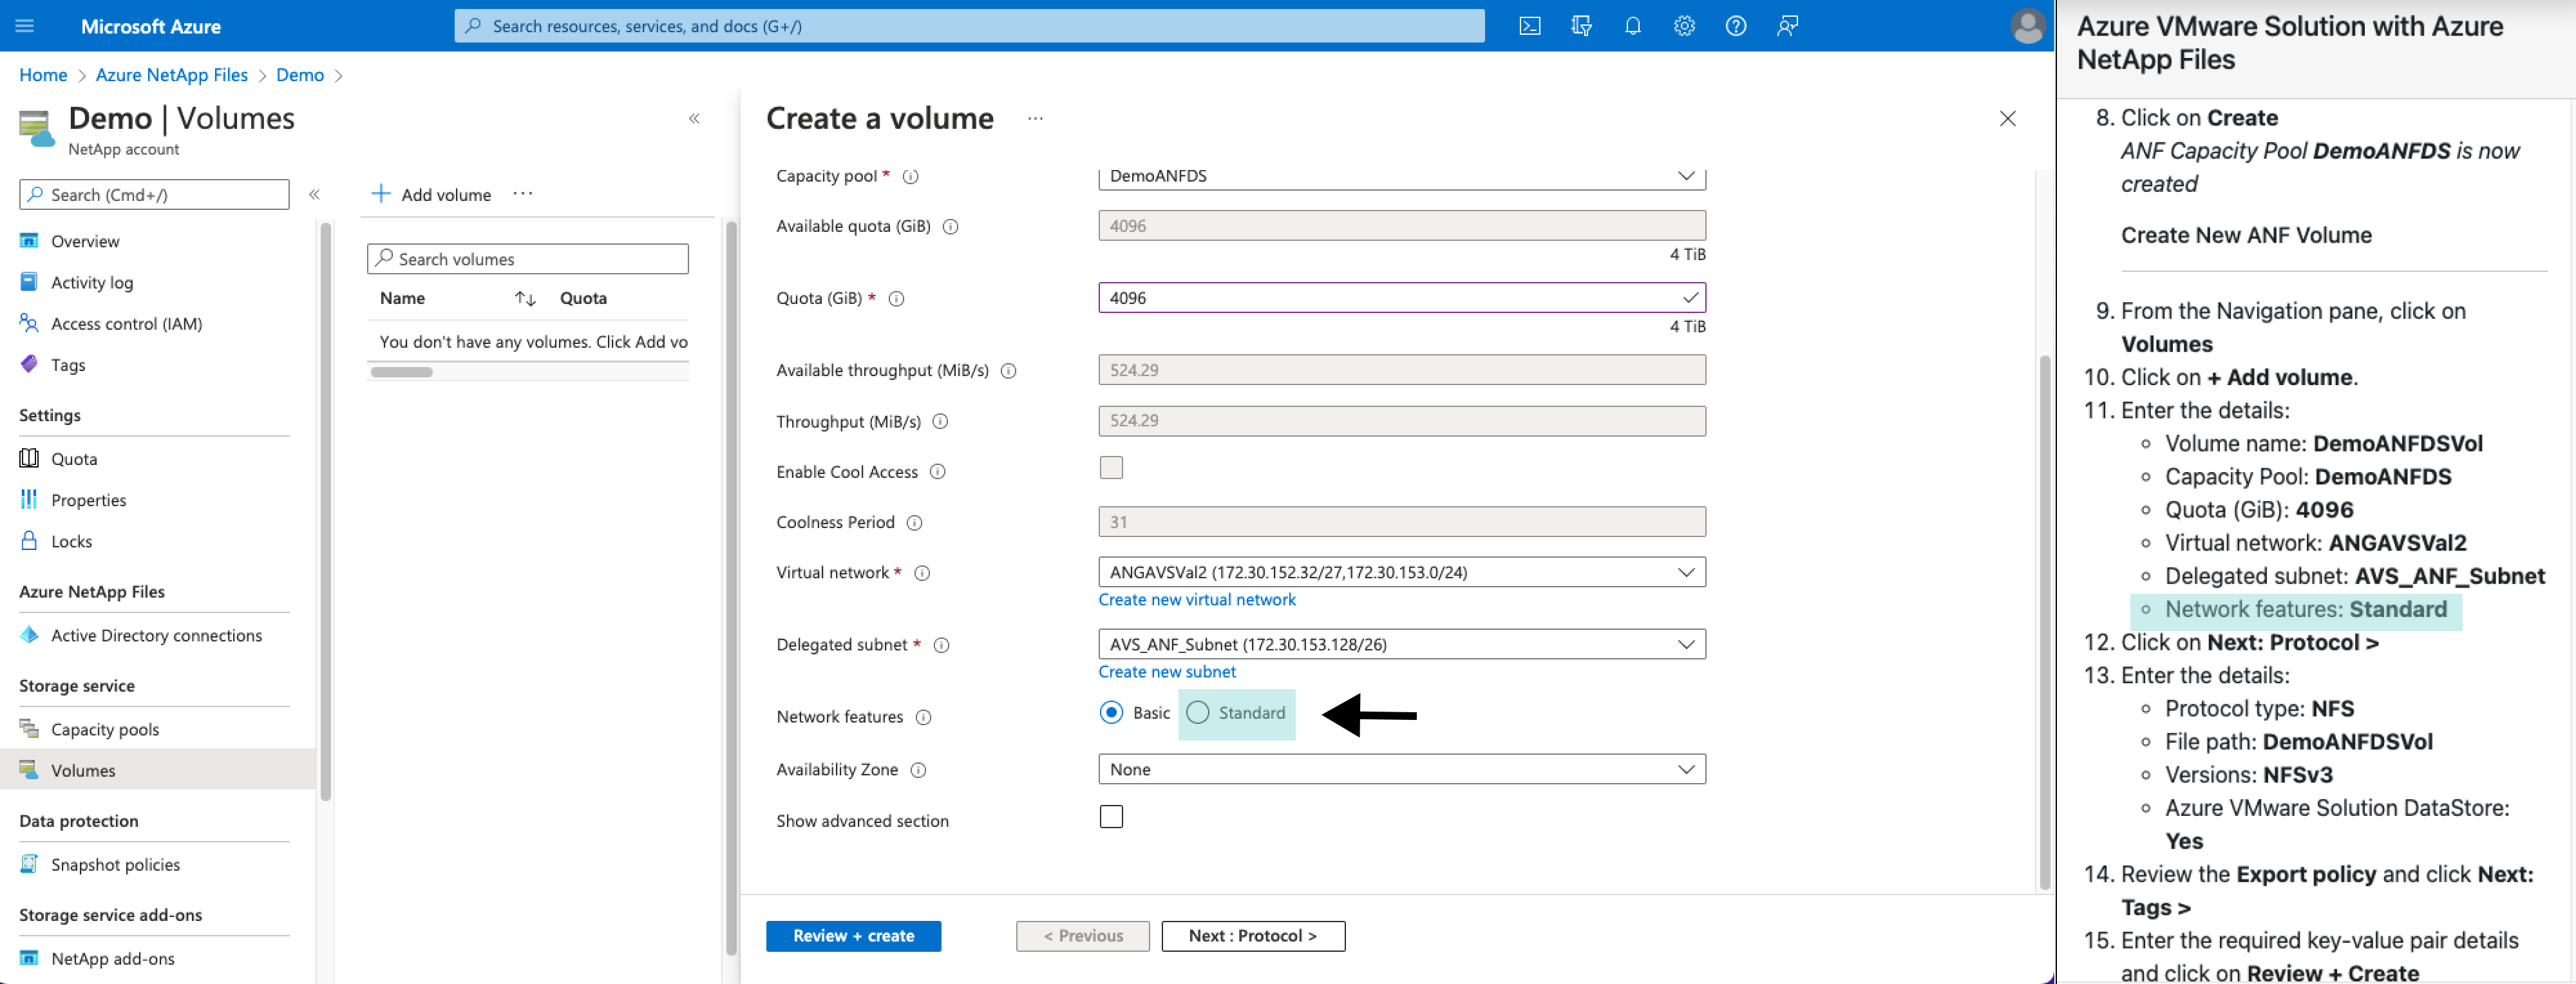 Microsoft Azure
Search resources, services, and docs (G+/)
Home > Azure NetApp Files > Demo >
Demo | Volumes
NetApp account
Search (Cmd+/)
Overview
Activity log
Access control (IAM)
Tags
Settings
Quota
Properties
Locks
Azure NetApp Files
Active Directory connections
Storage service
Capacity pools
Volumes
Data protection
Snapshot policies
Storage service add-ons
NetApp add-ons
Add volume ...
Search volumes
Name Quota
You don't have any volumes. Click Add vo
Create a volume ...
Capacity pool * DemoANFDS
Available quota (GiB) 4096
4 TiB
Quota (GiB) * 4096
4 TiB
Available throughput (MiB/s) 524.29
Throughput (MiB/s) 524.29
Enable Cool Access
Coolness Period 31
Virtual network * ANGAVSVal2 (172.30.152.32/27,172.30.153.0/24)
Create new virtual network
Delegated subnet * AVS_ANF_Subnet (172.30.153.128/26)
Create new subnet
Network features Basic Standard
Availability Zone None
Show advanced section
Review + create < Previous Next : Protocol >
Azure VMware Solution with Azure
NetApp Files
8. Click on Create
ANF Capacity Pool DemoANFDS is now
created
Create New ANF Volume
9. From the Navigation pane, click on
Volumes
10. Click on + Add volume.
11. Enter the details:
Volume name: DemoANFDSVol
Capacity Pool: DemoANFDS
Quota (GiB): 4096
Virtual network: ANGAVSVal2
Delegated subnet: AVS_ANF_Subnet
Network features: Standard
12. Click on Next: Protocol >
13. Enter the details:
Protocol type: NFS
File path: DemoANFDSVol
Versions: NFSv3
Azure VMware Solution DataStore:
Yes
14. Review the Export policy and click Next:
Tags >
15. Enter the required key-value pair details
and click on Review + Create